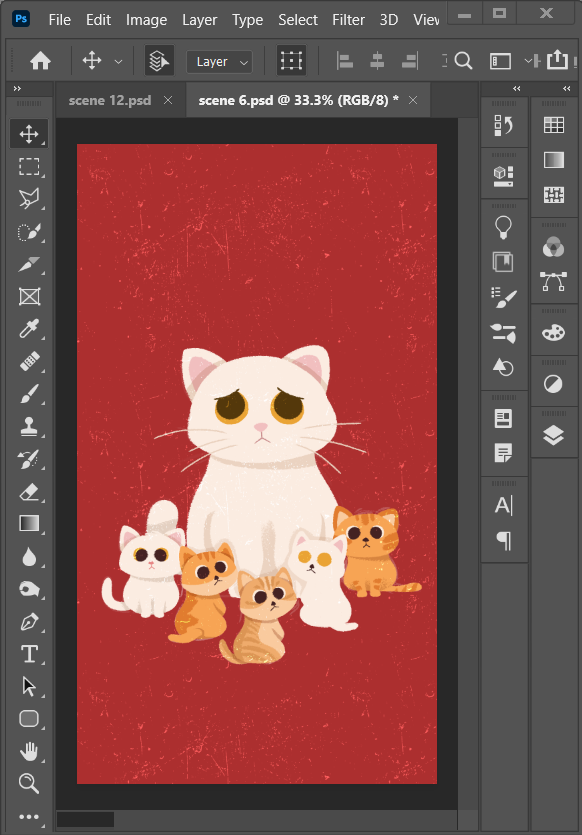 Ps File Edit Image Layer Type Select Filter 3D
Layer
scene 12.psd scene 6.psd @ 33.3% (RGB/8) *